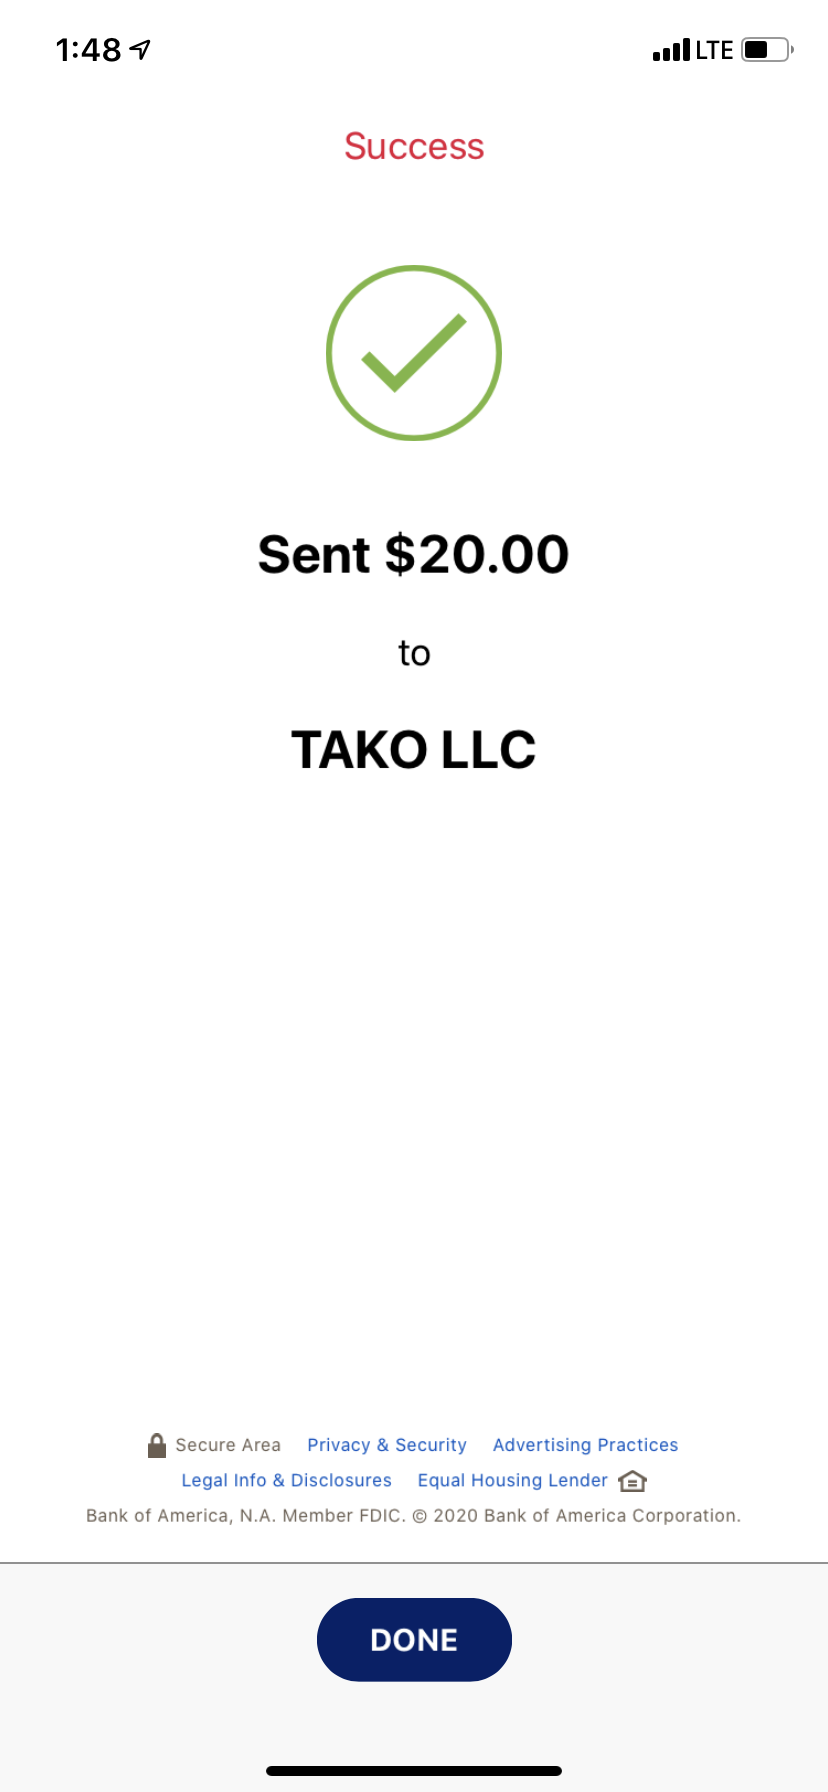 1:48 LTE
Success
Sent $20.00
to
TAKO LLC
Secure Area Privacy & Security Advertising Practices
Legal Info & Disclosures Equal Housing Lender
Bank of America, N.A. Member FDIC. © 2020 Bank of America Corporation.
DONE